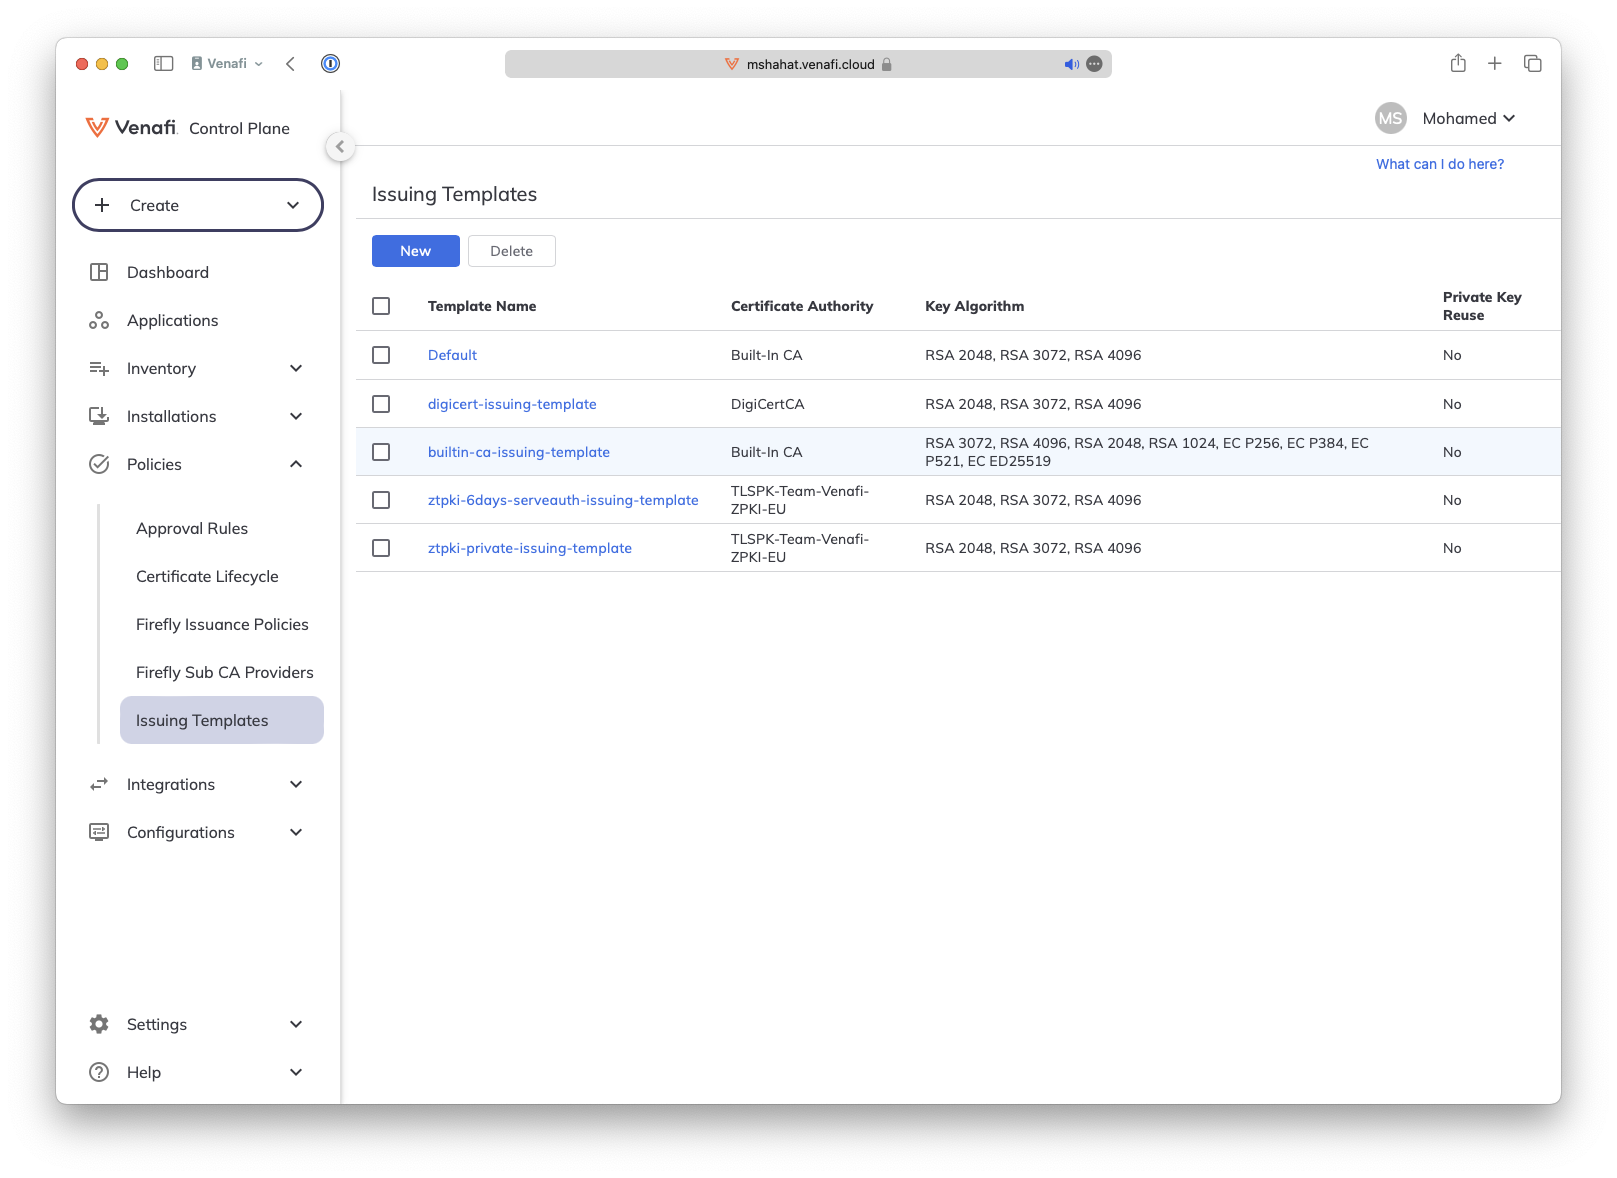 Venafi
mshahat.venafi.cloud
Venafi Control Plane
MS Mohamed
What can I do here?
Create
Dashboard
Applications
Inventory
Installations
Policies
Approval Rules
Certificate Lifecycle
Firefly Issuance Policies
Firefly Sub CA Providers
Issuing Templates
Integrations
Configurations
Settings
Help
Issuing Templates
New Delete
Template Name Certificate Authority Key Algorithm Private Key
Reuse
Default Built-In CA RSA 2048, RSA 3072, RSA 4096 No
digicert-issuing-template DigiCertCA RSA 2048, RSA 3072, RSA 4096 No
builtin-ca-issuing-template Built-In CA RSA 3072, RSA 4096, RSA 2048, RSA 1024, EC P256, EC P384, EC
P521, EC ED25519 No
ztpki-6days-serveauth-issuing-template TLSPK-Team-Venafi-
ZPKI-EU RSA 2048, RSA 3072, RSA 4096 No
ztpki-private-issuing-template TLSPK-Team-Venafi-
ZPKI-EU RSA 2048, RSA 3072, RSA 4096 No